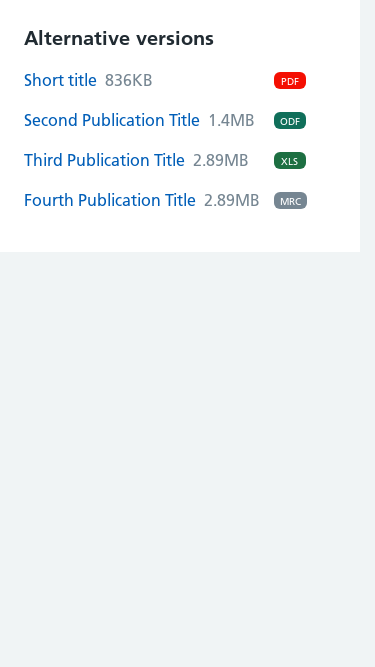 Alternative versions
Short title 836KB PDF
Second Publication Title 1.4MB ODF
Third Publication Title 2.89MB XLS
Fourth Publication Title 2.89MB MRC